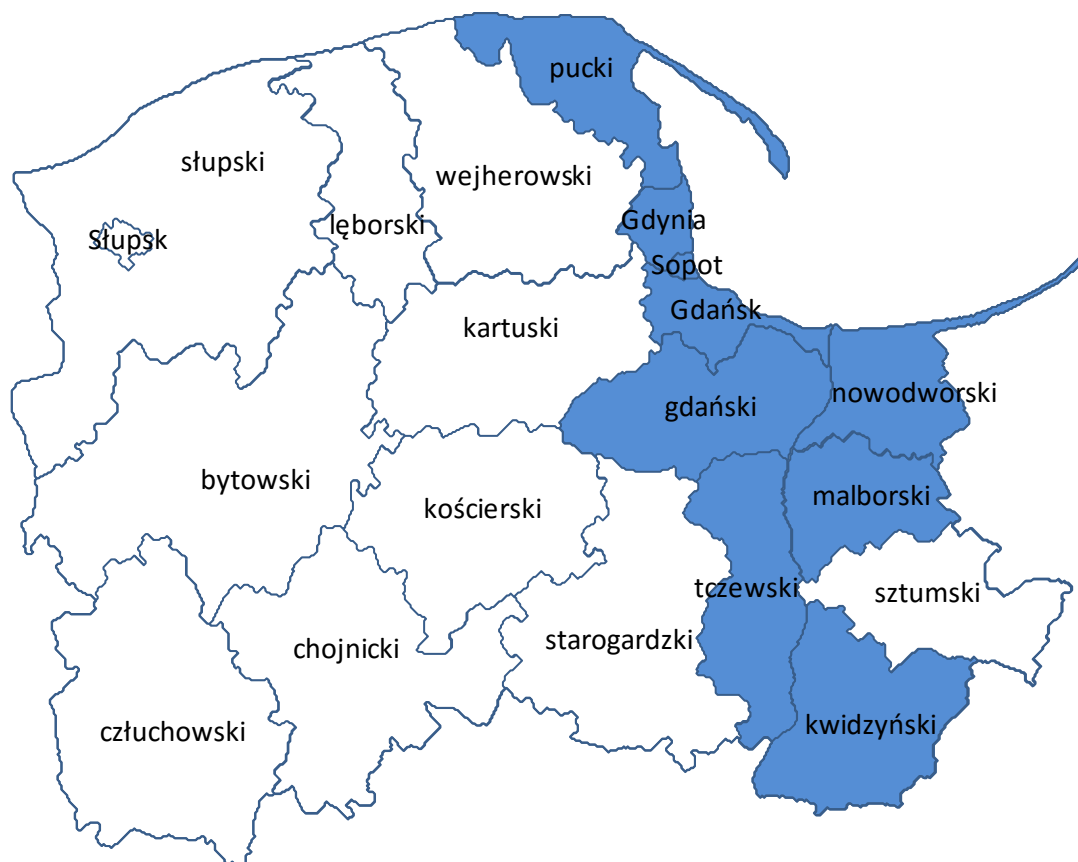 pucki
słupski
wejherowski
lęborski
Gdynia
Słupsk
Sopot
Gdańsk
kartuski
nowodworski
gdański
bytowski
malborski
kościerski
tczewski
sztumski
starogardzki
chojnicki
kwidzyński
człuchowski